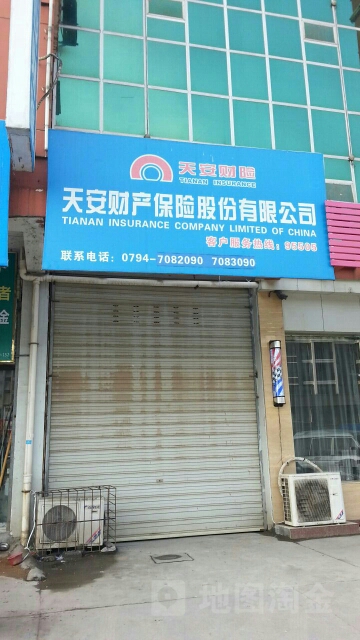 天安财险
TIANAN INSURANCE
天安财产保险股份有限公司
TIANAN INSURANCE COMPANY LIMITED OF CHINA
客户服务热线：95505
联系电话：0794-7082090 7083090
者
金
地图淘金